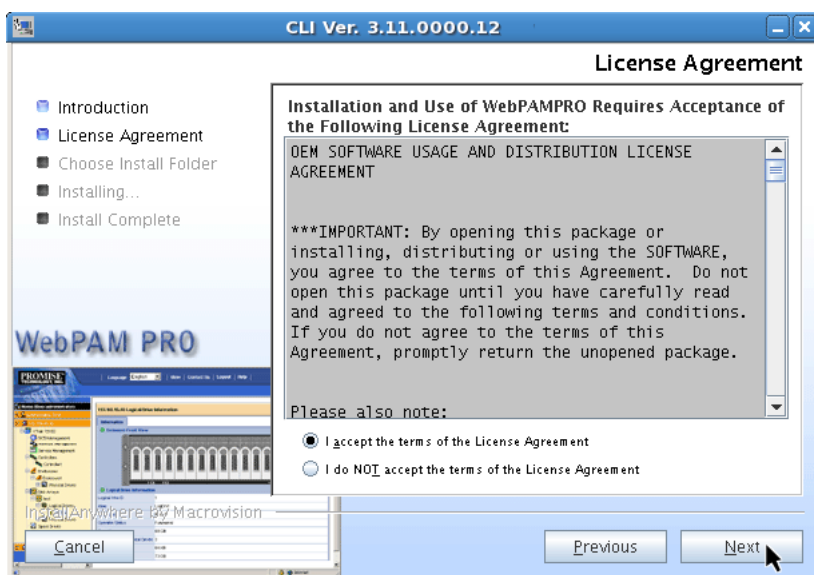 CLI Ver. 3.11.0000.12
License Agreement
Introduction
License Agreement
Choose Install Folder
Installing...
Install Complete
Installation and Use of WebPAMPRO Requires Acceptance of
the Following License Agreement:
OEM SOFTWARE USAGE AND DISTRIBUTION LICENSE
AGREEMENT
***IMPORTANT: By opening this package or
installing, distributing or using the SOFTWARE,
you agree to the terms of this Agreement. Do not
open this package until you have carefully read
and agreed to the following terms and conditions.
If you do not agree to the terms of this
Agreement, promptly return the unopened package.
Please also note:
I accept the terms of the License Agreement
I do NOT accept the terms of the License Agreement
WebPAM PRO
PROMISE
InstallAnywhere by Macrovision
Cancel
Previous
Next